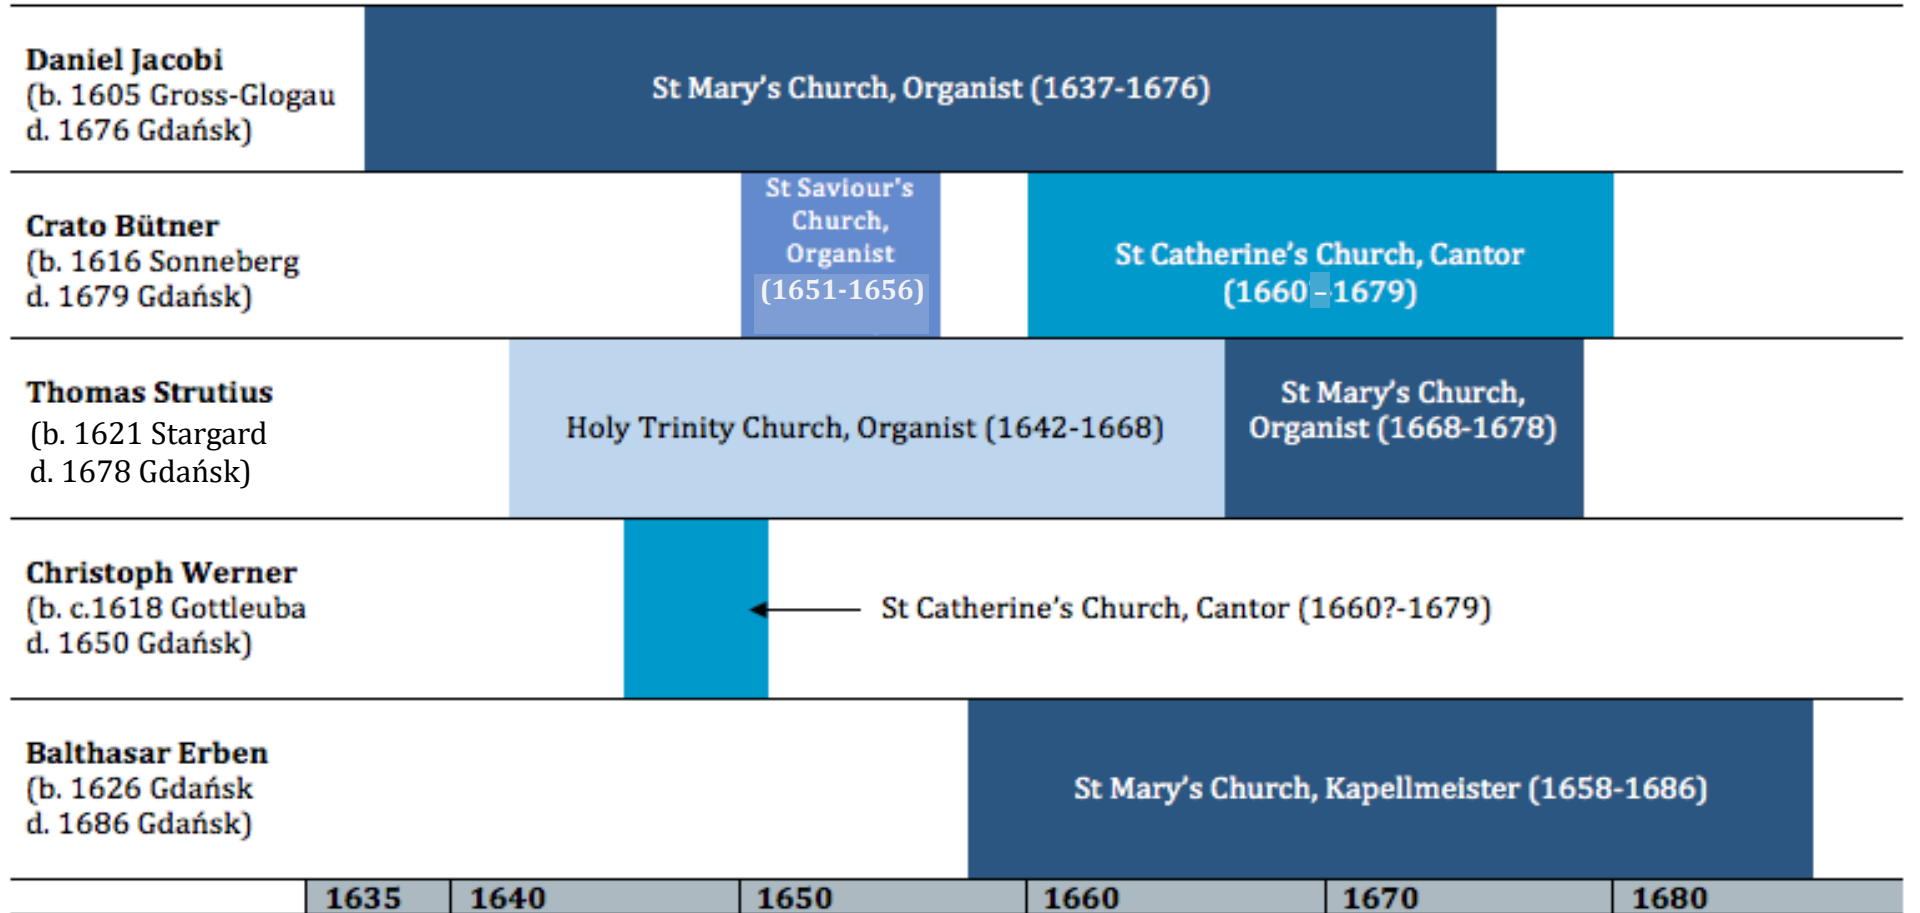 Daniel Jacobi
(b. 1605 Gross-Glogau
d. 1676 Gdańsk)
St Mary's Church, Organist (1637-1676)
Crato Bütner
(b. 1616 Sonneberg
d. 1679 Gdańsk)
St Saviour's
Church,
Organist
(1651-1656)
St Catherine's Church, Cantor
(1660 –1679)
Thomas Strutius
(b. 1621 Stargard
d. 1678 Gdańsk)
Holy Trinity Church, Organist (1642-1668)
St Mary's Church,
Organist (1668-1678)
Christoph Werner
(b. c.1618 Gottleuba
d. 1650 Gdańsk)
St Catherine's Church, Cantor (1660?-1679)
Balthasar Erben
(b. 1626 Gdańsk
d. 1686 Gdańsk)
St Mary's Church, Kapellmeister (1658-1686)
1635 1640 1650 1660 1670 1680